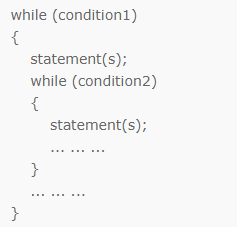 while (condition1)
{
statement(s);
while (condition2)
{
statement(s);
... ... ...
}
... ... ...
}